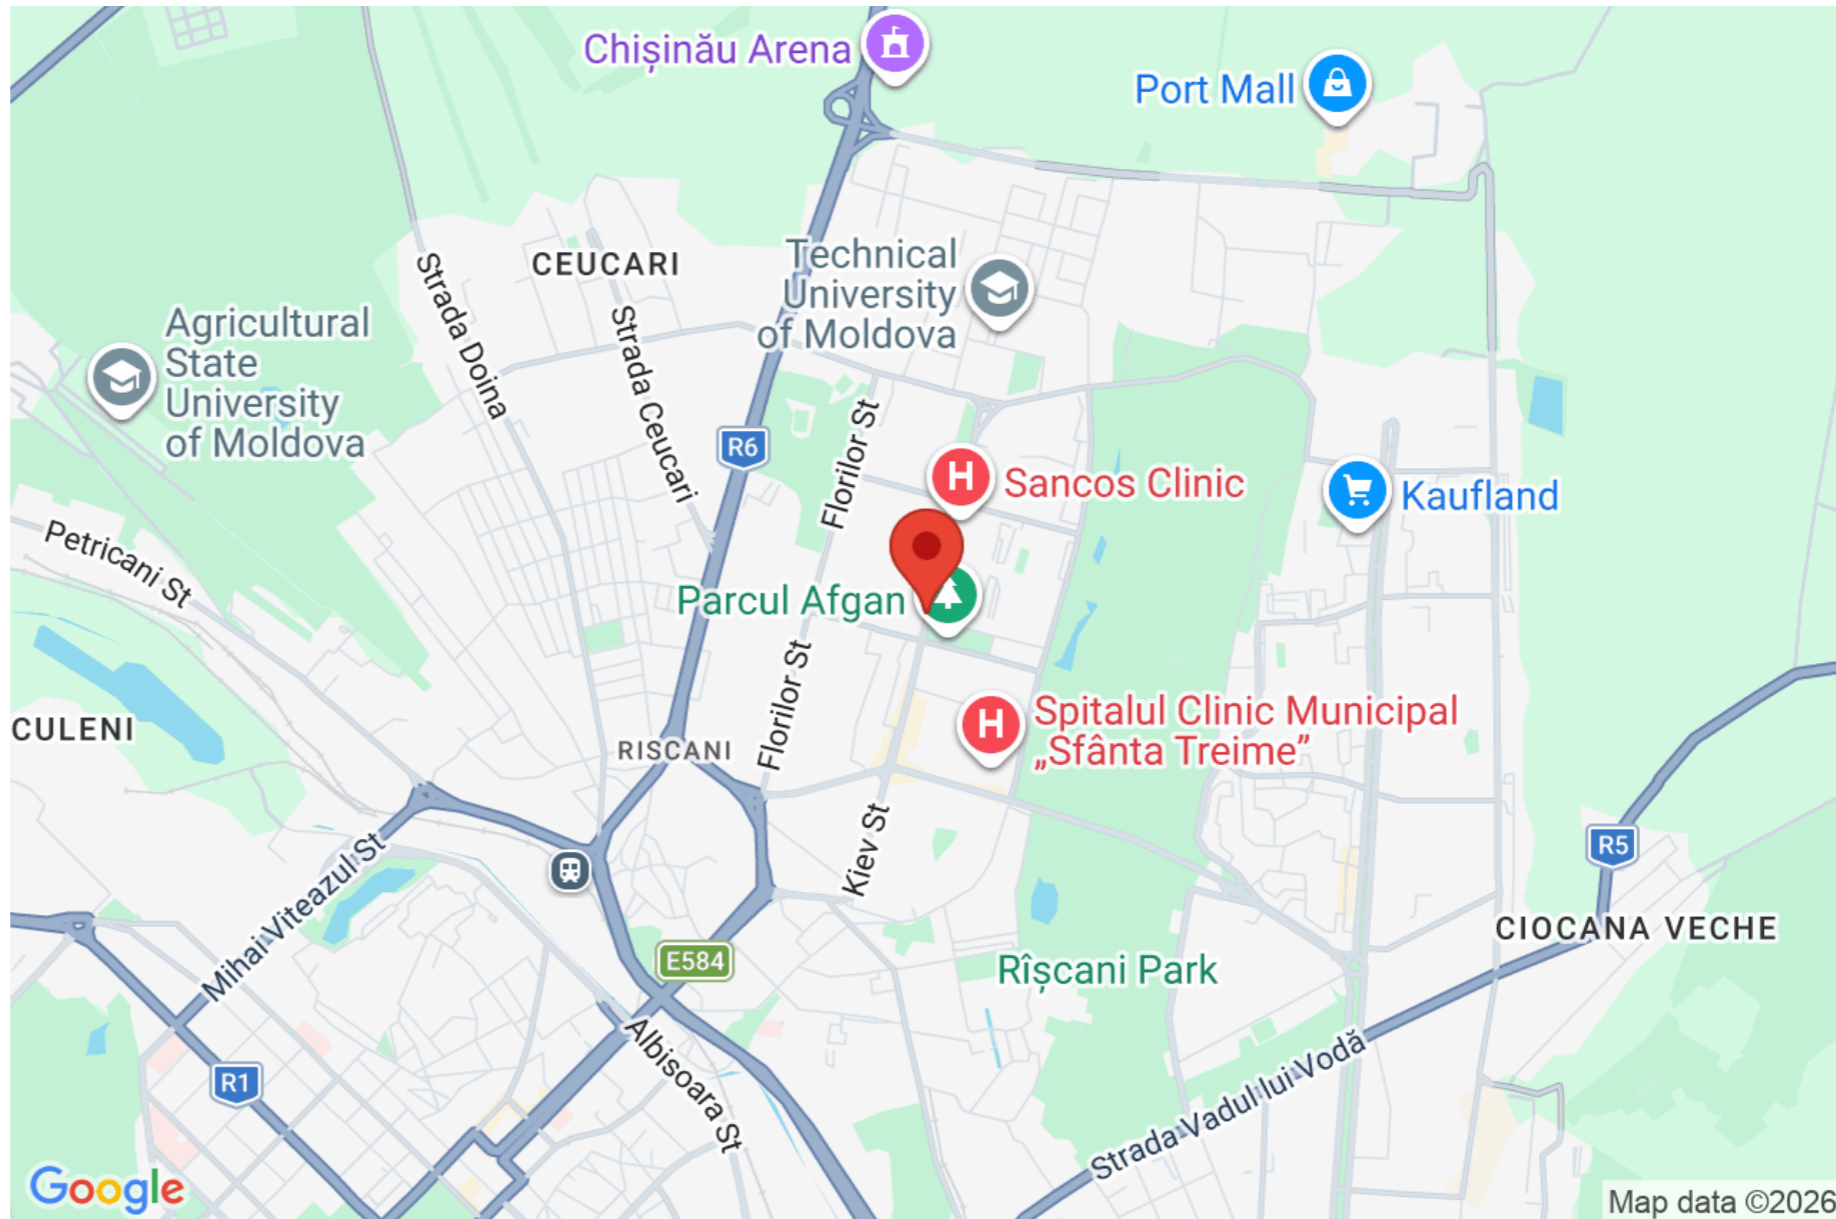 Chișinău Arena
Port Mall
CEUCARI
Technical
University
of Moldova
Agricultural
State
University
of Moldova
Strada Doina
Strada Ceucari
R6
Florilor St
H
Sancos Clinic
Kaufland
Petricani St
Parcul Afgan
Florilor St
CULENI
RISCANI
H
Spitalul Clinic Municipal
„Sfânta Treime”
Mihai Viteazul St
Kiev St
R5
CIOCANA VECHE
E584
Rîșcani Park
Albisoara St
R1
Strada Vadul lui Vodă
Google
Map data ©2026